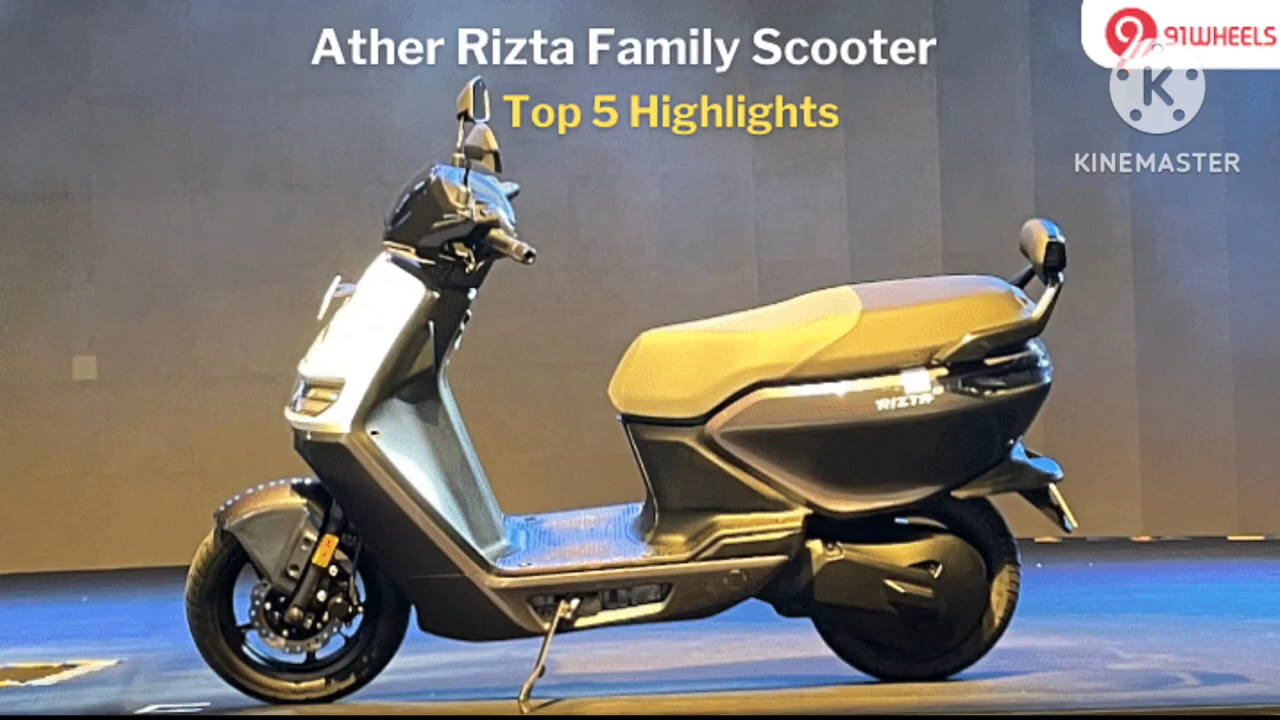 Ather Rizta Family Scooter
Top 5 Highlights
91WHEELS
K
KINEMASTER
RIZTA